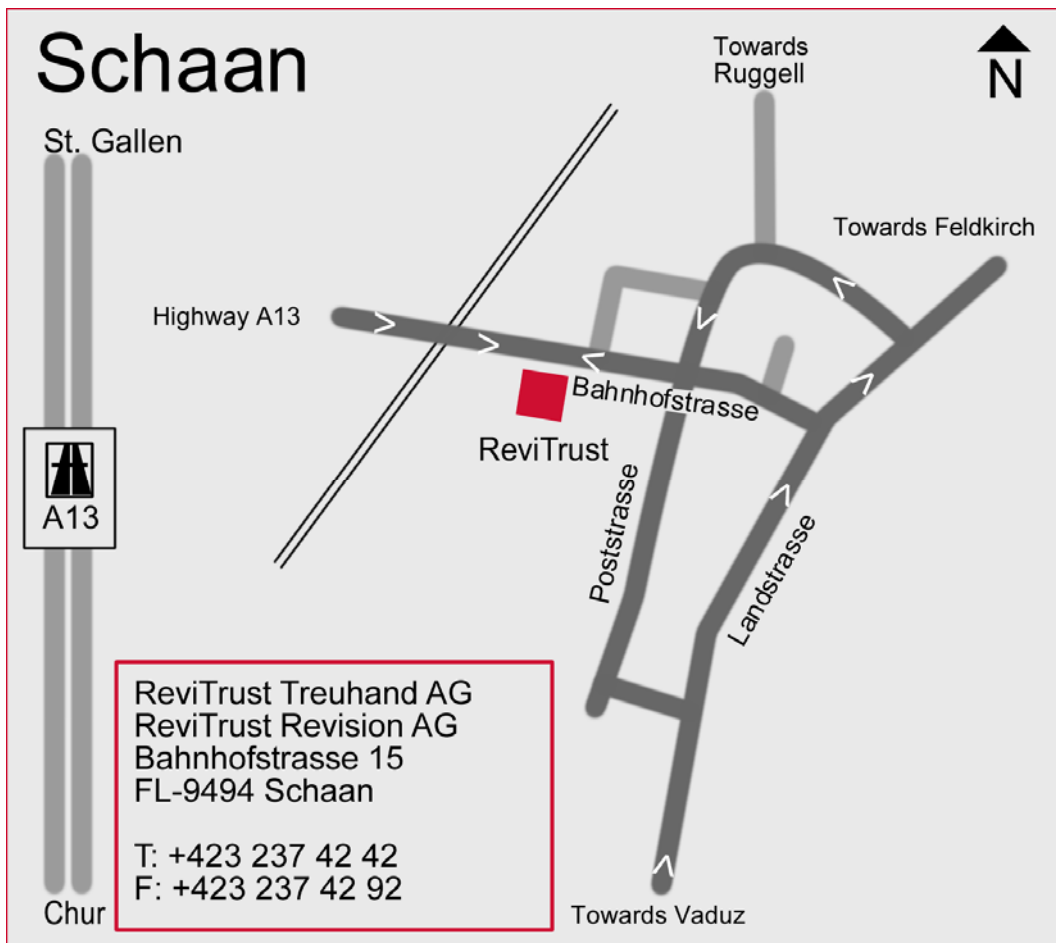 Schaan
Towards
Ruggell
N
St. Gallen
Towards Feldkirch
Highway A13
Bahnhofstrasse
ReviTrust
A13
Poststrasse
Landstrasse
ReviTrust Treuhand AG
ReviTrust Revision AG
Bahnhofstrasse 15
FL-9494 Schaan
T: +423 237 42 42
F: +423 237 42 92
Chur
Towards Vaduz